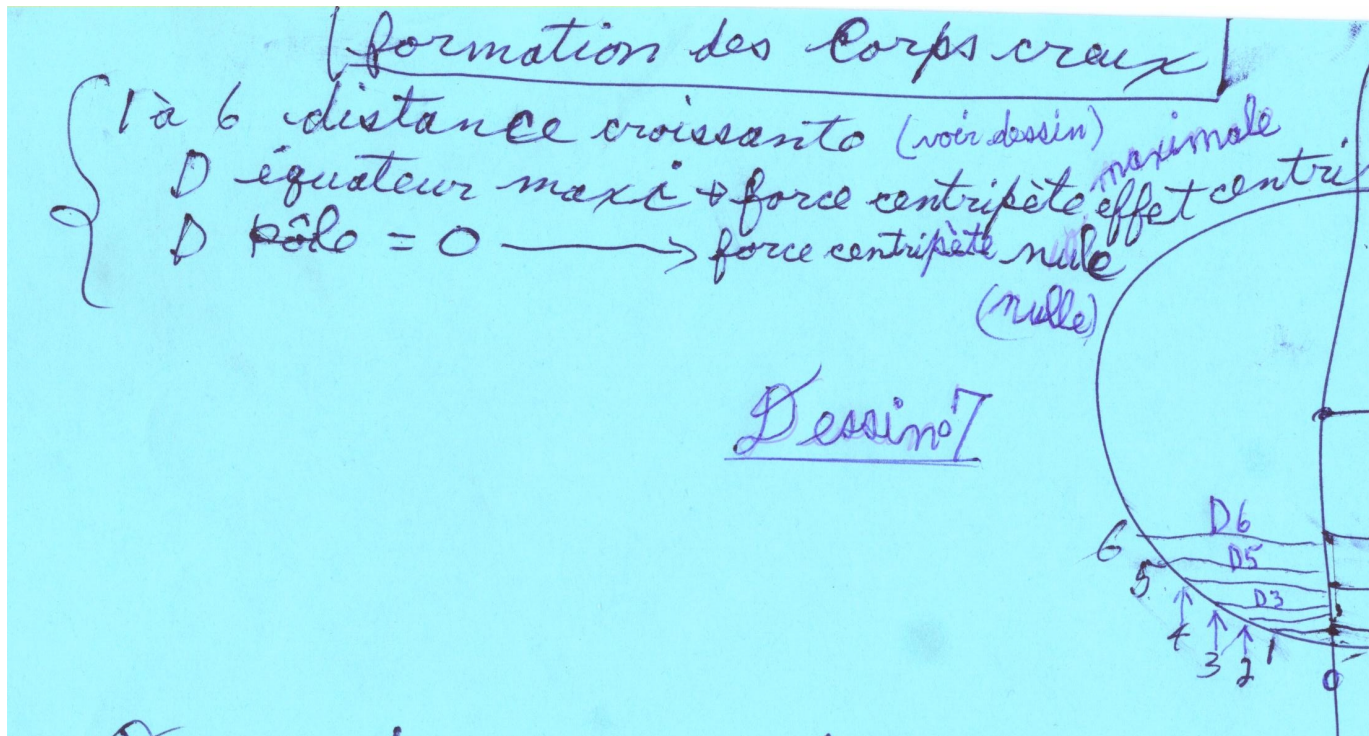 formation des Corps creux
1 à 6 distance croissante (voir dessin)
maximale
D équateur maxi → force centripète effet centri
D pôle = 0 → force centripète nule
(nulle)
Dessin n°7
D6
6
D5
5
D3
4
3
2
1
0